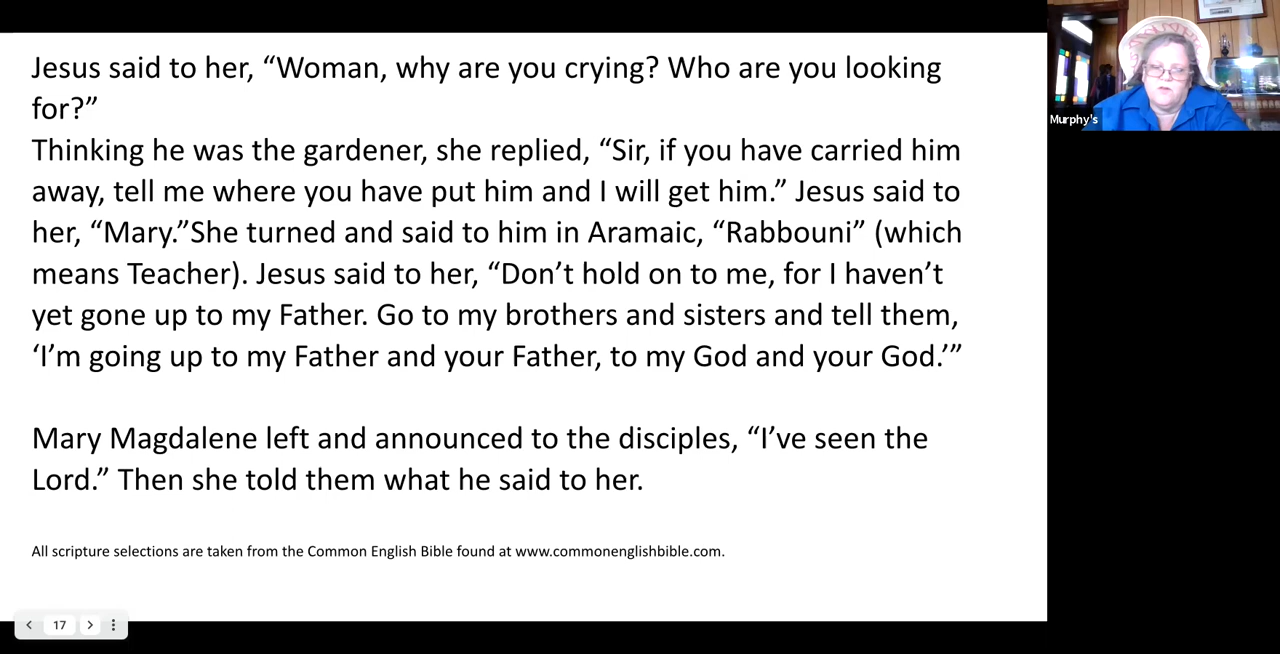 Jesus said to her, “Woman, why are you crying? Who are you looking
for?”
Thinking he was the gardener, she replied, “Sir, if you have carried him
away, tell me where you have put him and I will get him.” Jesus said to
her, “Mary.”She turned and said to him in Aramaic, “Rabbouni” (which
means Teacher). Jesus said to her, “Don’t hold on to me, for I haven’t
yet gone up to my Father. Go to my brothers and sisters and tell them,
‘I’m going up to my Father and your Father, to my God and your God.’”
Mary Magdalene left and announced to the disciples, “I’ve seen the
Lord.” Then she told them what he said to her.
All scripture selections are taken from the Common English Bible found at www.commonenglishbible.com.
17
Murphy's